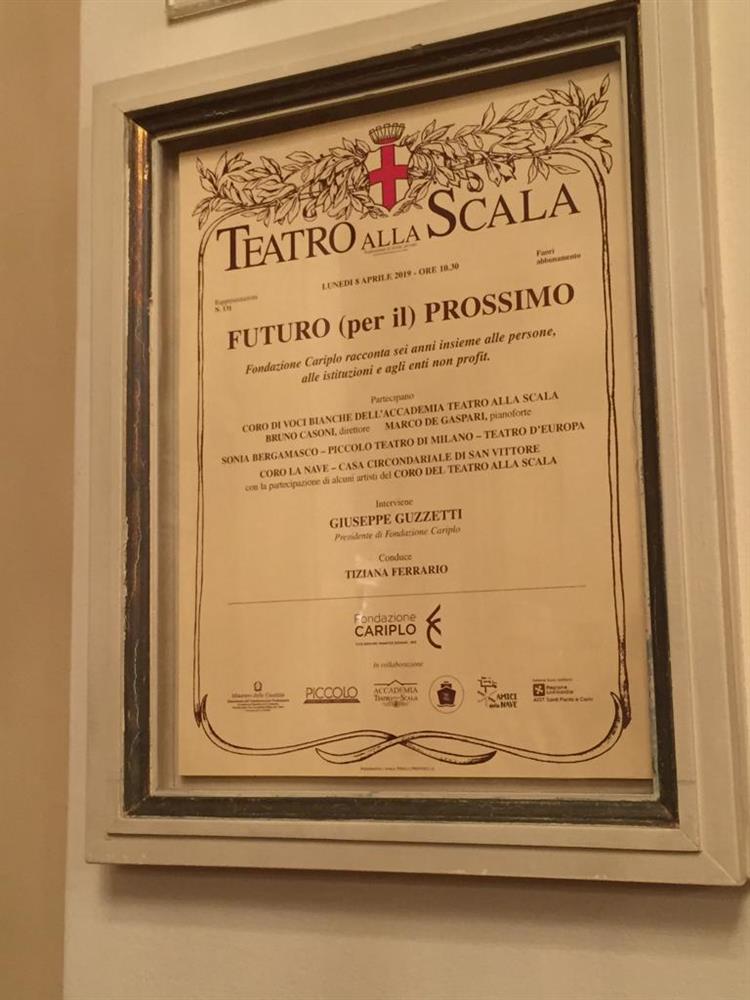 TEATRO ALLA SCALA
LUNEDI 8 APRILE 2019 - ORE 10.30
Fuori
abbonamento
Rappresentazione
N. 131
FUTURO (per il) PROSSIMO
Fondazione Cariplo racconta sei anni insieme alle persone,
alle istituzioni e agli enti non profit.
Partecipano
CORO DI VOCI BIANCHE DELL'ACCADEMIA TEATRO ALLA SCALA
BRUNO CASONI, direttore MARCO DE GASPARI, pianoforte
SONIA BERGAMASCO – PICCOLO TEATRO DI MILANO – TEATRO D'EUROPA
CORO LA NAVE – CASA CIRCONDARIALE DI SAN VITTORE
con la partecipazione di alcuni artisti del CORO DEL TEATRO ALLA SCALA
Interviene
GIUSEPPE GUZZETTI
Presidente di Fondazione Cariplo
Conduce
TIZIANA FERRARIO
Fondazione
CARIPLO
In collaborazione
Ministero della Giustizia
PICCOLO
ACCADEMIA
TEATRO ALLA SCALA
AMICI
della NAVE
Regione
Lombardia
ASST Santi Paolo e Carlo